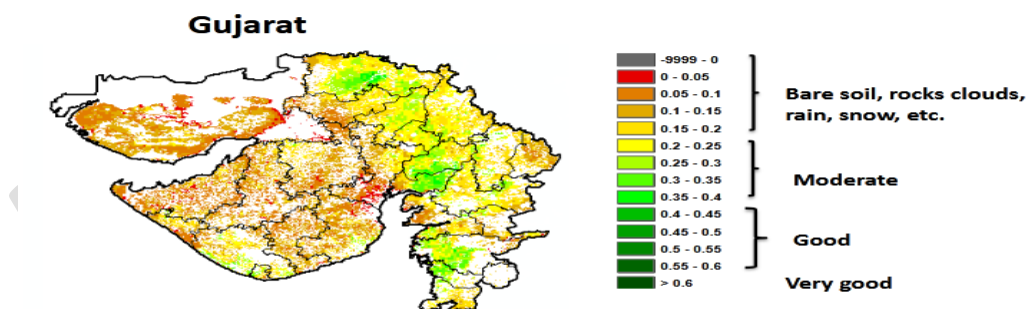 Gujarat
-9999 - 0
0 - 0.05
0.05 - 0.1
0.1 - 0.15
0.15 - 0.2
0.2 - 0.25
0.25 - 0.3
0.3 - 0.35
0.35 - 0.4
0.4 - 0.45
0.45 - 0.5
0.5 - 0.55
0.55 - 0.6
> 0.6
Bare soil, rocks clouds,
rain, snow, etc.
Moderate
Good
Very good